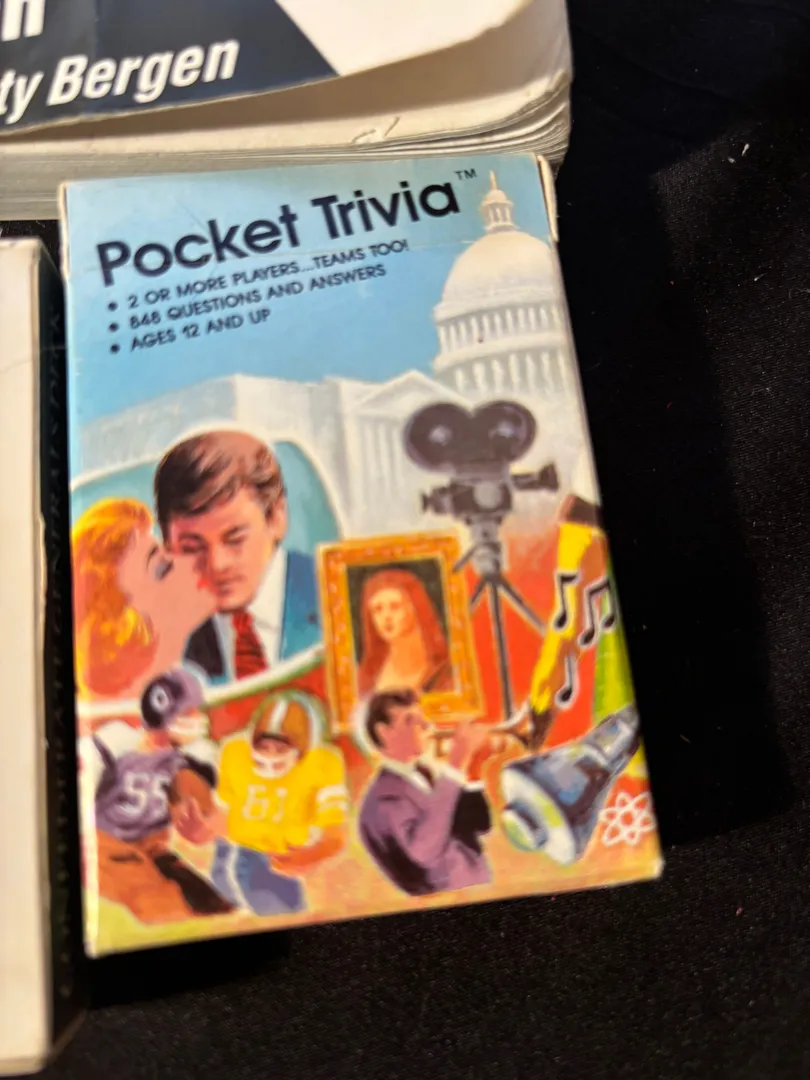 ty Bergen
Pocket Trivia™
• 2 OR MORE PLAYERS...TEAMS TOO!
• 848 QUESTIONS AND ANSWERS
• AGES 12 AND UP
55
61